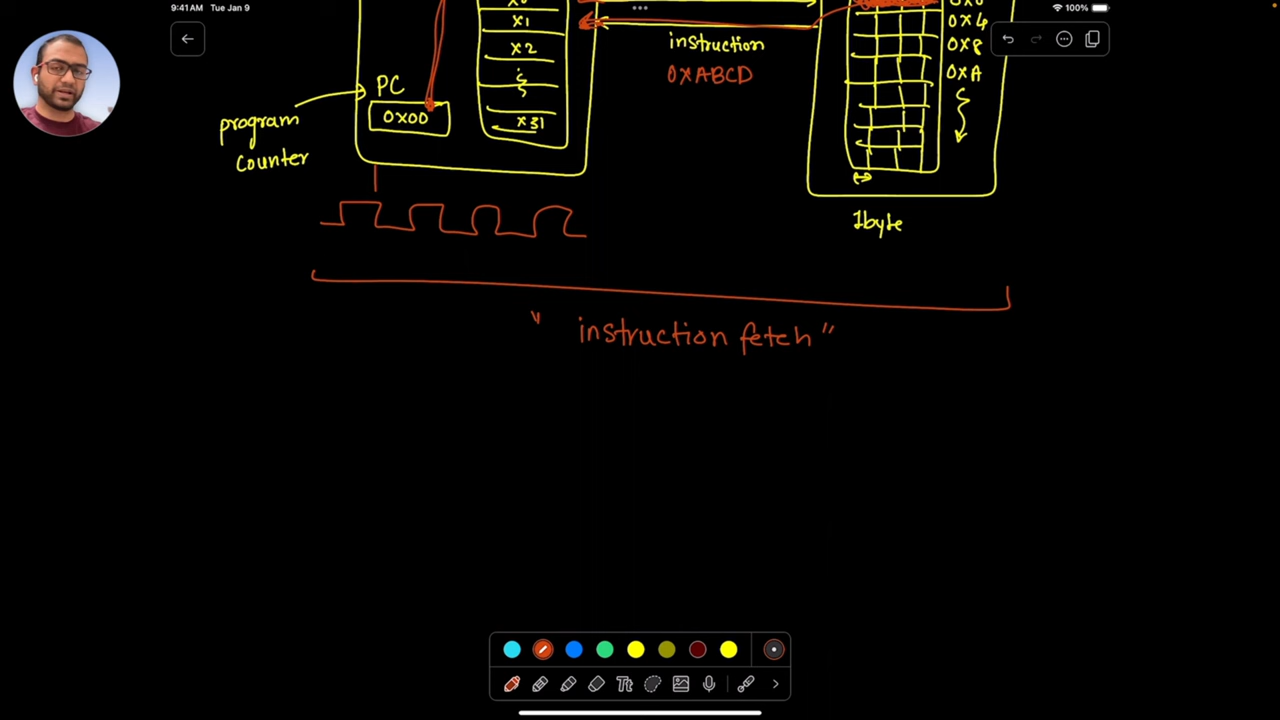 9:41 AM Tue Jan 9
100%
x1
x2
x31
PC
0x00
program
counter
instruction
0XABCD
0x4
0x8
0xA
1byte
" instruction fetch"
Tt